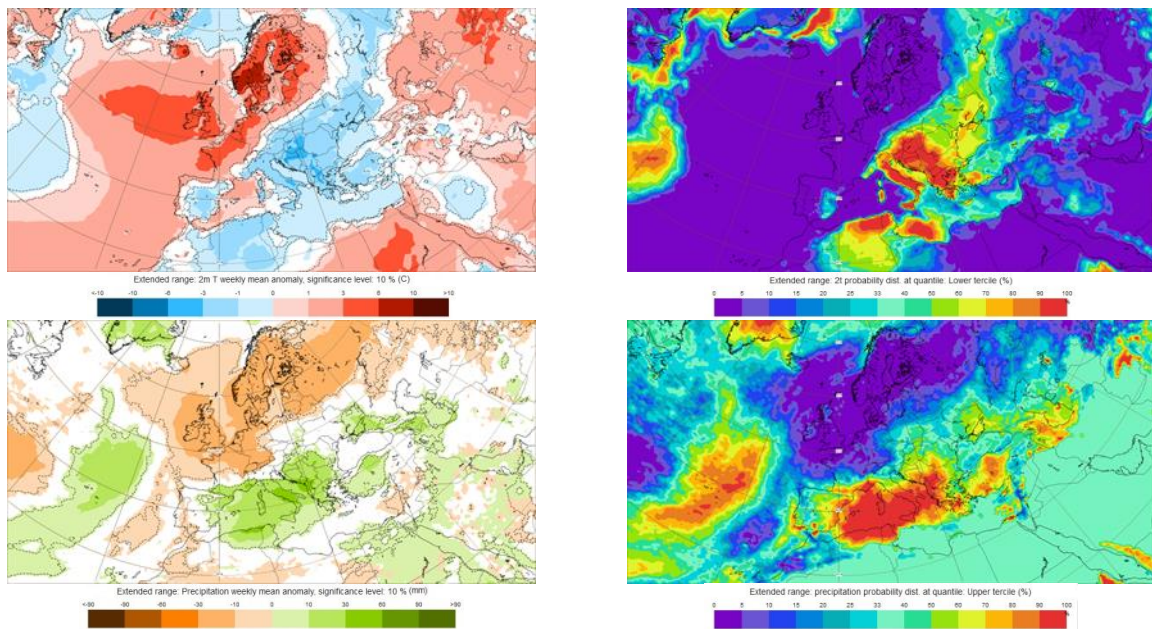 Extended range: 2m T weekly mean anomaly, significance level: 10 % (C)
<-10 -10 -6 -3 -1 0 1 3 6 10 >10
Extended range: 2t probability dist. at quantile: Lower tercile (%)
0 5 10 15 20 25 33 40 50 60 70 80 90 100
%
Extended range: Precipitation weekly mean anomaly, significance level: 10 % (mm)
<-90 -90 -60 -30 -10 0 10 30 60 90 >90
Extended range: precipitation probability dist. at quantile: Upper tercile (%)
0 5 10 15 20 25 33 40 50 60 70 80 90 100
%